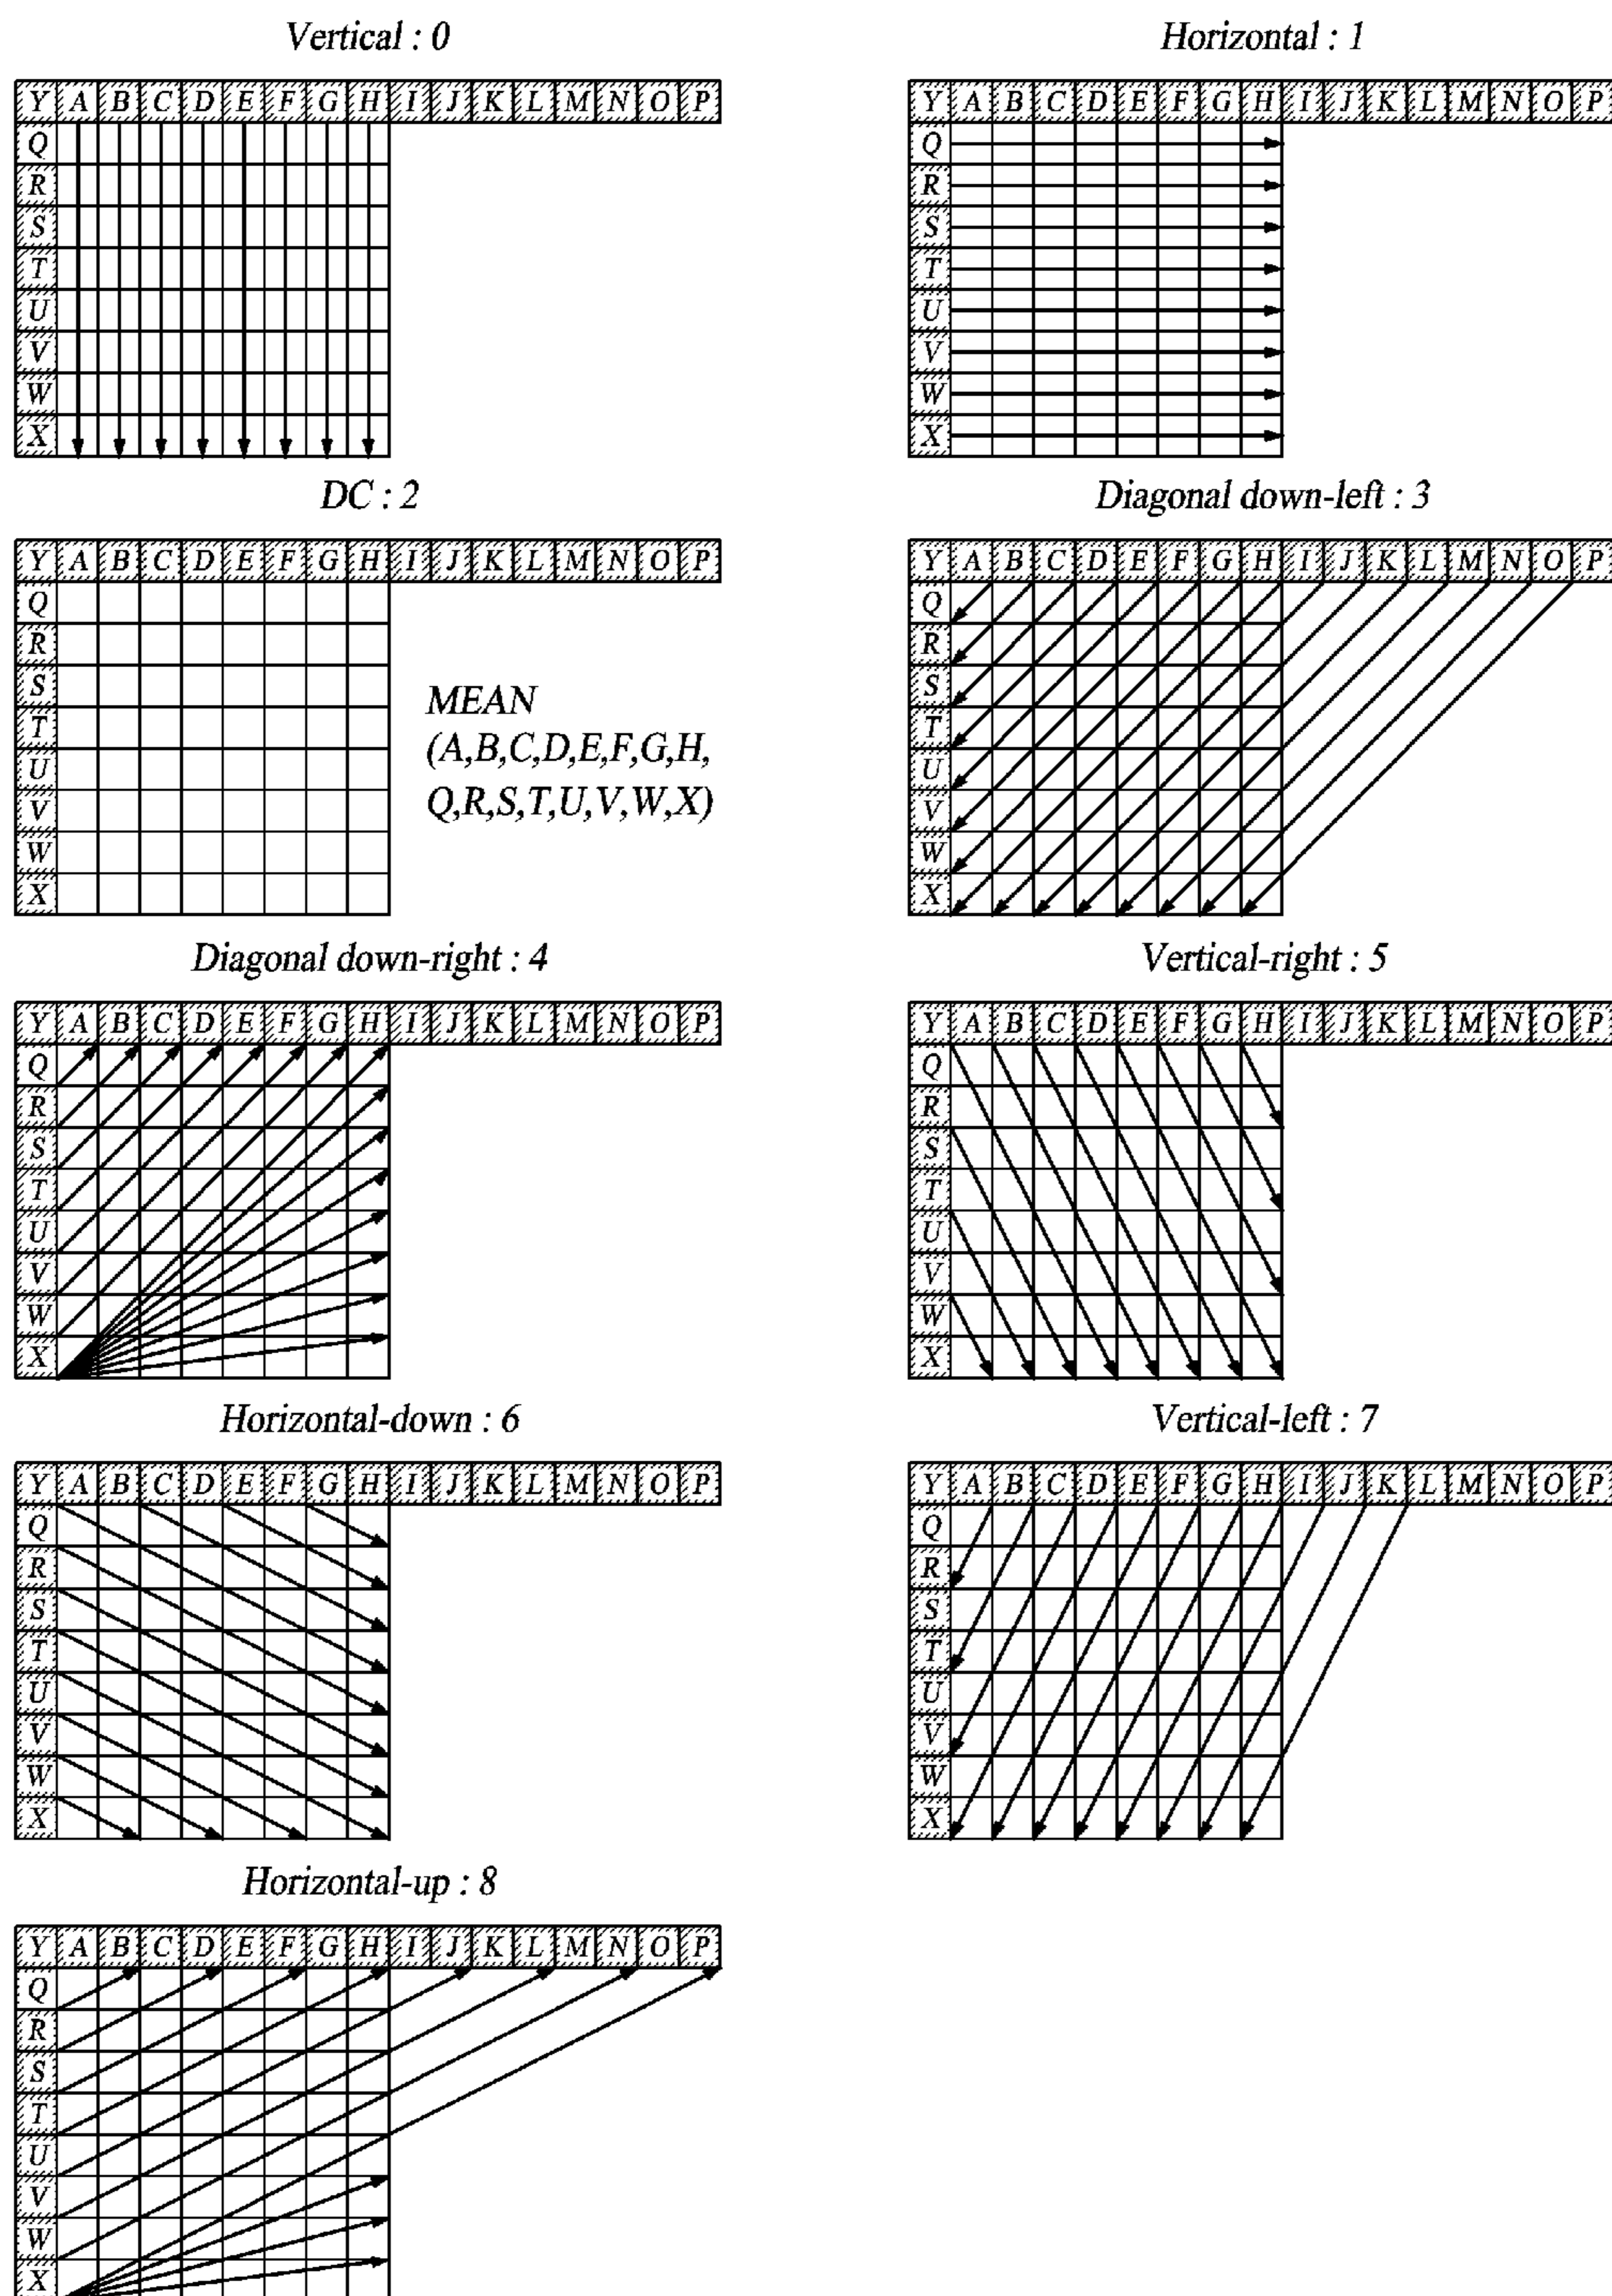 Vertical : 0
Y A B C D E F G H I J K L M N O P
Q
R
S
T
U
V
W
X
Horizontal : 1
Y A B C D E F G H I J K L M N O P
Q
R
S
T
U
V
W
X
DC : 2
Y A B C D E F G H I J K L M N O P
Q
R
S
T
U
V
W
X
MEAN
(A,B,C,D,E,F,G,H,
Q,R,S,T,U,V,W,X)
Diagonal down-left : 3
Y A B C D E F G H I J K L M N O P
Q
R
S
T
U
V
W
X
Diagonal down-right : 4
Y A B C D E F G H I J K L M N O P
Q
R
S
T
U
V
W
X
Vertical-right : 5
Y A B C D E F G H I J K L M N O P
Q
R
S
T
U
V
W
X
Horizontal-down : 6
Y A B C D E F G H I J K L M N O P
Q
R
S
T
U
V
W
X
Vertical-left : 7
Y A B C D E F G H I J K L M N O P
Q
R
S
T
U
V
W
X
Horizontal-up : 8
Y A B C D E F G H I J K L M N O P
Q
R
S
T
U
V
W
X